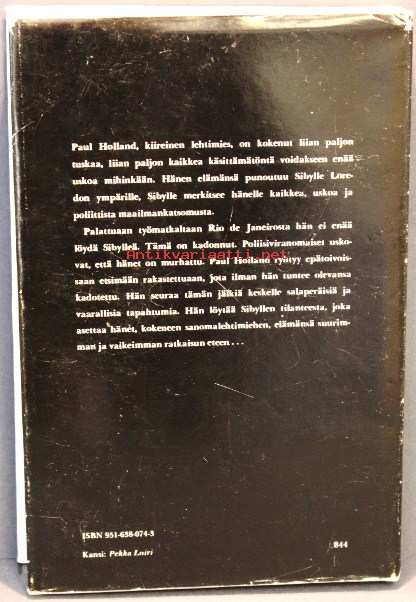 Paul Holland, kiireinen lehtimies, on kokenut liian paljon
tuskaa, liian paljon kaikkea käsittämätöntä voidakseen enää
uskoa mihinkään. Hänen elämänsä punoutuu Sibylle Lore-
don ympärille, Sibylle merkitsee hänelle kaikkea, uskoa ja
poliittista maailmankatsomusta.
Palattuaan työmatkaltaan Rio de Janeirosta hän ei enää
löydä Sibylleä. Tämä on kadonnut. Poliisiviranomaiset usko-
Antikvariaatti.net
vat, että hänet on murhattu. Paul Holland rystyy epätoivois-
saan etsimään rakastettuaan, jota ilman hän tuntee olevansa
kadotettu. Hän seuraa tämän jälkiä keskelle salaperäisiä ja
vaarallisia tapahtumia. Hän löytää Sibyllen tilanteesta, joka
asettaa hänet, kokeneen sanomalehtimiehen, elämänsä suurim-
man ja vaikeimman ratkaisun eteen . . .
ISBN 951-638-074-3
Kansi: Pekka Loiri
844